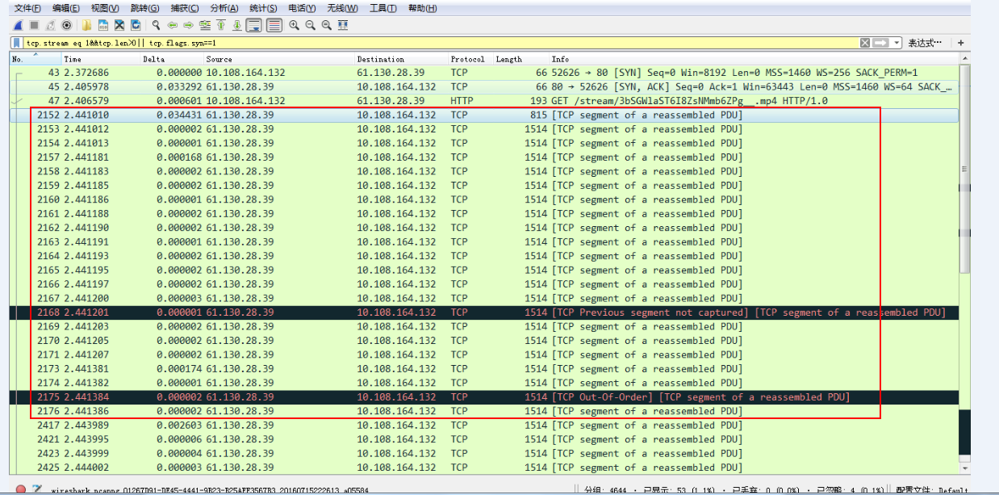 文件(F) 编辑(E) 视图(V) 跳转(G) 捕获(C) 分析(A) 统计(S) 电话(Y) 无线(W) 工具(T) 帮助(H)
tcp.stream eq 1&&tcp.len>0|| tcp.flags.syn==1 表达式… +
No. Time Delta Source Destination Protocol Length Info
43 2.372686 0.000000 10.108.164.132 61.130.28.39 TCP 66 52626 → 80 [SYN] Seq=0 Win=8192 Len=0 MSS=1460 WS=256 SACK_PERM=1
45 2.405978 0.033292 61.130.28.39 10.108.164.132 TCP 66 80 → 52626 [SYN, ACK] Seq=0 Ack=1 Win=63443 Len=0 MSS=1460 WS=64 SACK_…
47 2.406579 0.000601 10.108.164.132 61.130.28.39 HTTP 193 GET /stream/3bSGWlaST6I8ZsNMmb6ZPg__.mp4 HTTP/1.0
2152 2.441010 0.034431 61.130.28.39 10.108.164.132 TCP 815 [TCP segment of a reassembled PDU]
2153 2.441012 0.000002 61.130.28.39 10.108.164.132 TCP 1514 [TCP segment of a reassembled PDU]
2154 2.441013 0.000001 61.130.28.39 10.108.164.132 TCP 1514 [TCP segment of a reassembled PDU]
2157 2.441181 0.000168 61.130.28.39 10.108.164.132 TCP 1514 [TCP segment of a reassembled PDU]
2158 2.441183 0.000002 61.130.28.39 10.108.164.132 TCP 1514 [TCP segment of a reassembled PDU]
2159 2.441185 0.000002 61.130.28.39 10.108.164.132 TCP 1514 [TCP segment of a reassembled PDU]
2160 2.441186 0.000001 61.130.28.39 10.108.164.132 TCP 1514 [TCP segment of a reassembled PDU]
2161 2.441188 0.000002 61.130.28.39 10.108.164.132 TCP 1514 [TCP segment of a reassembled PDU]
2162 2.441190 0.000002 61.130.28.39 10.108.164.132 TCP 1514 [TCP segment of a reassembled PDU]
2163 2.441191 0.000001 61.130.28.39 10.108.164.132 TCP 1514 [TCP segment of a reassembled PDU]
2164 2.441193 0.000002 61.130.28.39 10.108.164.132 TCP 1514 [TCP segment of a reassembled PDU]
2165 2.441195 0.000002 61.130.28.39 10.108.164.132 TCP 1514 [TCP segment of a reassembled PDU]
2166 2.441197 0.000002 61.130.28.39 10.108.164.132 TCP 1514 [TCP segment of a reassembled PDU]
2167 2.441200 0.000003 61.130.28.39 10.108.164.132 TCP 1514 [TCP segment of a reassembled PDU]
2168 2.441201 0.000001 61.130.28.39 10.108.164.132 TCP 1514 [TCP Previous segment not captured] [TCP segment of a reassembled PDU]
2169 2.441203 0.000002 61.130.28.39 10.108.164.132 TCP 1514 [TCP segment of a reassembled PDU]
2170 2.441205 0.000002 61.130.28.39 10.108.164.132 TCP 1514 [TCP segment of a reassembled PDU]
2171 2.441207 0.000002 61.130.28.39 10.108.164.132 TCP 1514 [TCP segment of a reassembled PDU]
2173 2.441381 0.000174 61.130.28.39 10.108.164.132 TCP 1514 [TCP segment of a reassembled PDU]
2174 2.441382 0.000001 61.130.28.39 10.108.164.132 TCP 1514 [TCP segment of a reassembled PDU]
2175 2.441384 0.000002 61.130.28.39 10.108.164.132 TCP 1514 [TCP Out-Of-Order] [TCP segment of a reassembled PDU]
2176 2.441386 0.000002 61.130.28.39 10.108.164.132 TCP 1514 [TCP segment of a reassembled PDU]
2417 2.443989 0.002603 61.130.28.39 10.108.164.132 TCP 1514 [TCP segment of a reassembled PDU]
2421 2.443995 0.000006 61.130.28.39 10.108.164.132 TCP 1514 [TCP segment of a reassembled PDU]
2423 2.443999 0.000004 61.130.28.39 10.108.164.132 TCP 1514 [TCP segment of a reassembled PDU]
2425 2.444002 0.000003 61.130.28.39 10.108.164.132 TCP 1514 [TCP segment of a reassembled PDU]
分组: 4644 · 已显示: 53 (1.1%) · 已丢弃: 0 (0.0%) · 已忽略: 4 (0.1%) 配置文件: Default